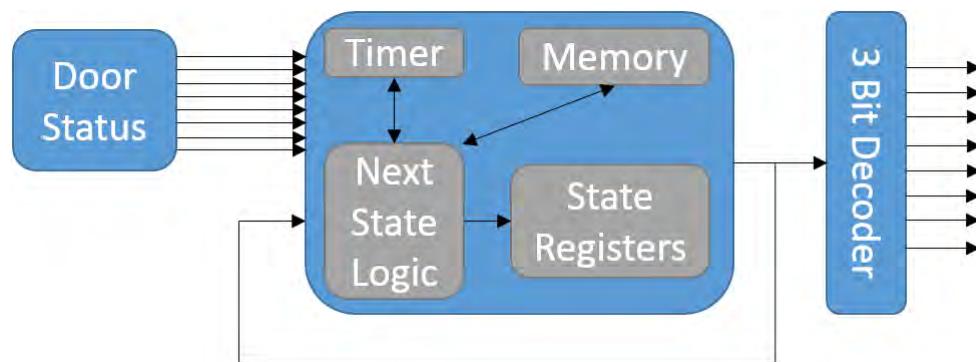 Door
Status
Timer
Memory
Next
State
Logic
State
Registers
3 Bit Decoder